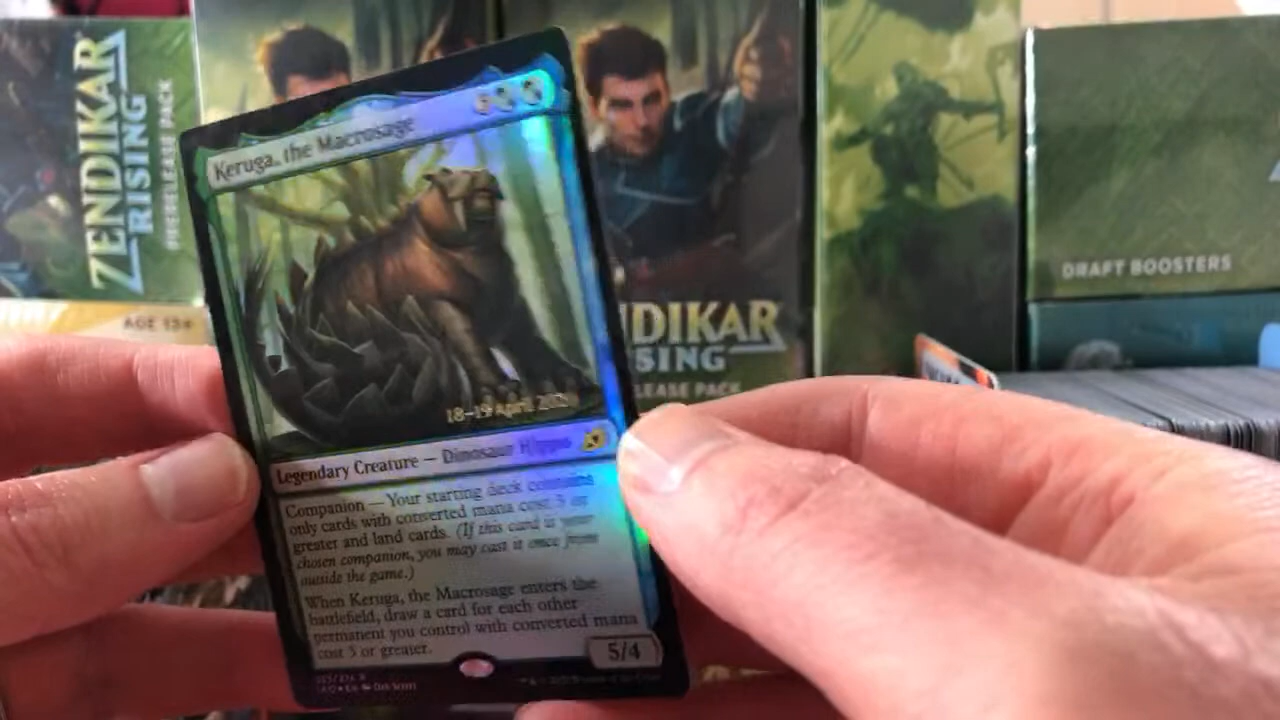 ZENDIKAR
RISING
PRERELEASE PACK
AGE 13+
Keruga, the Macrosage
18-19 April 2020
Legendary Creature — Dinosaur Hippo
Companion — Your starting deck contains
only cards with converted mana cost 3 or
greater and land cards. (If this card is your
chosen companion, you may cast it once from
outside the game.)
When Keruga, the Macrosage enters the
battlefield, draw a card for each other
permanent you control with converted mana
cost 3 or greater.
5/4
NDIKAR
ISING
LEASE PACK
DRAFT BOOSTERS